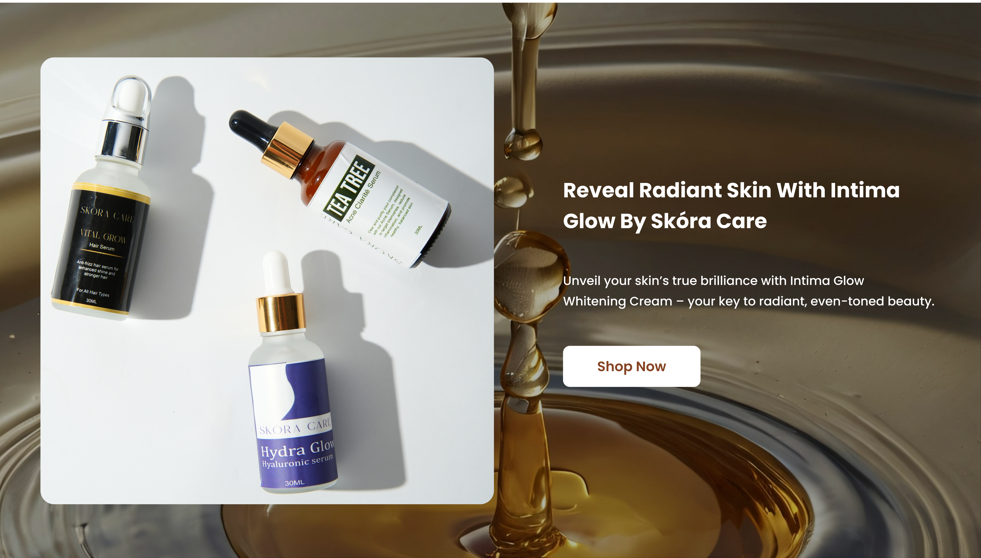 SKÓRA CARE
VITAL GROW
Hair Serum
Anti-frizz hair serum for
enhanced shine and
stronger hair
For All Hair Types
30ML
TEA TREE
Acne Clarité Serum
30ML
SKÓRA CARE
Hydra Glow
Hyaluronic serum
30ML
Reveal Radiant Skin With Intima
Glow By Skóra Care
Unveil your skin’s true brilliance with Intima Glow
Whitening Cream – your key to radiant, even-toned beauty.
Shop Now